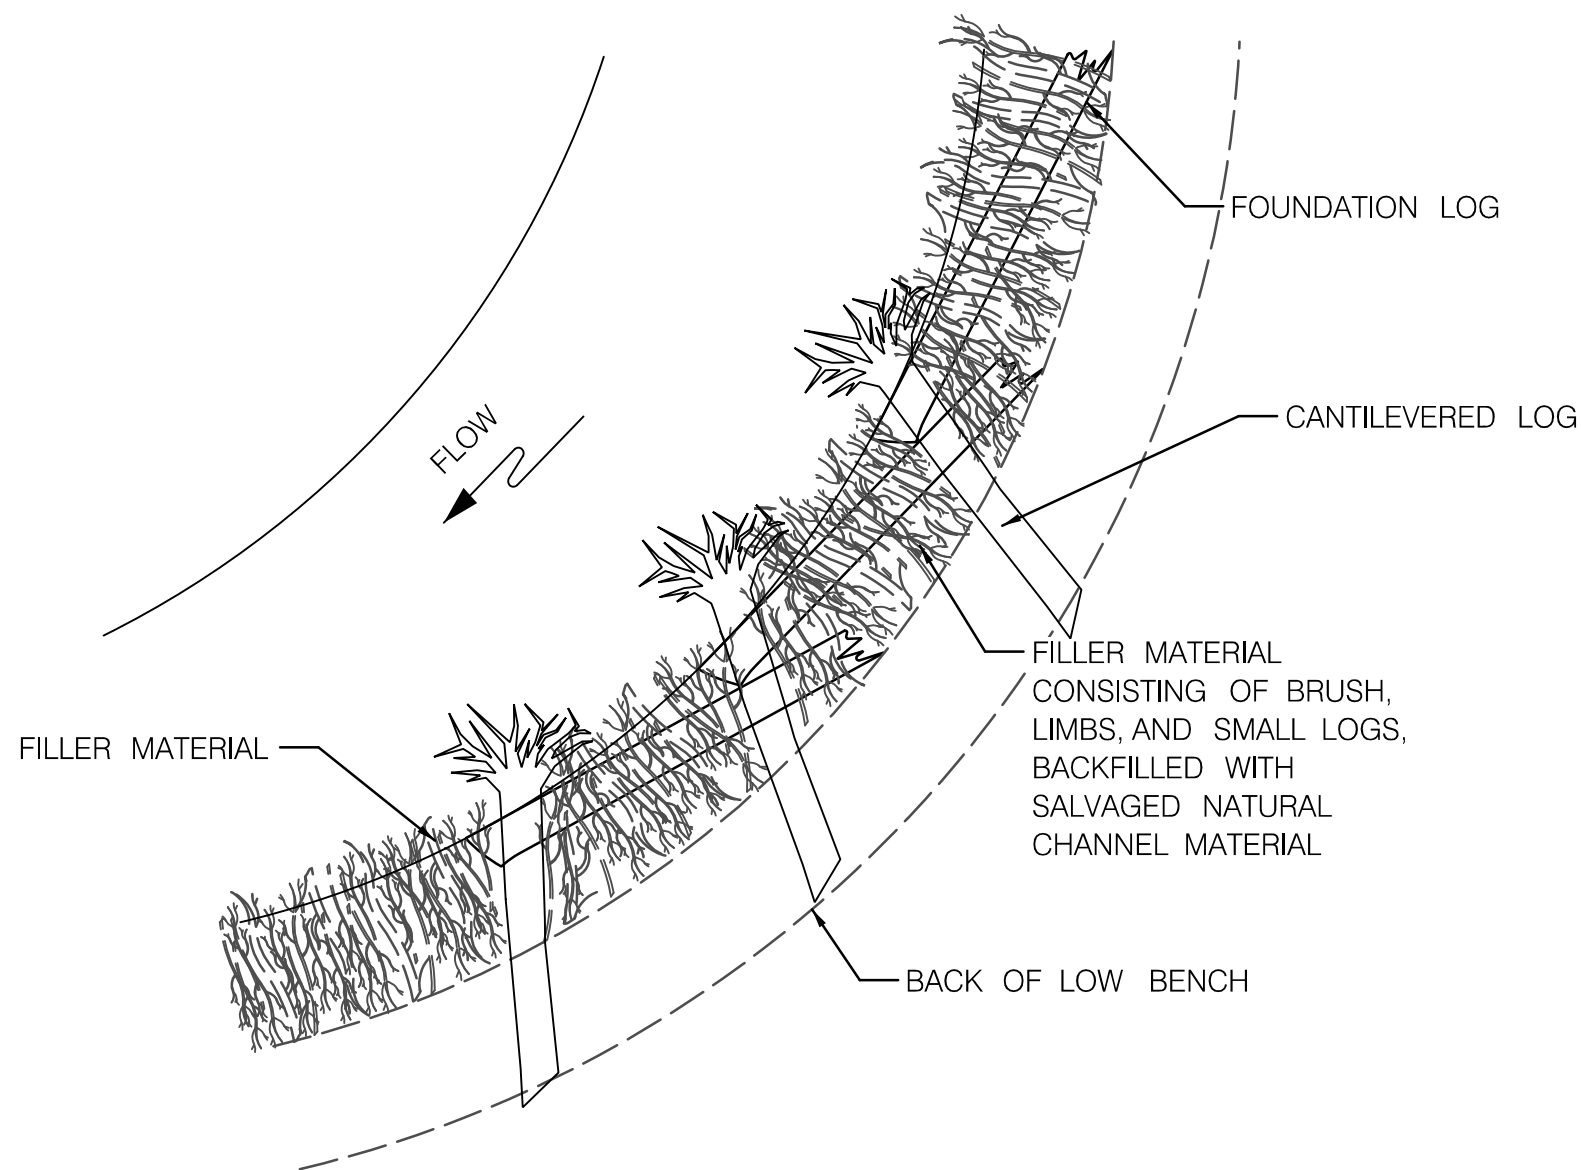 FOUNDATION LOG
CANTILEVERED LOG
FLOW
FILLER MATERIAL
CONSISTING OF BRUSH,
LIMBS, AND SMALL LOGS,
BACKFILLED WITH
SALVAGED NATURAL
CHANNEL MATERIAL
FILLER MATERIAL
BACK OF LOW BENCH